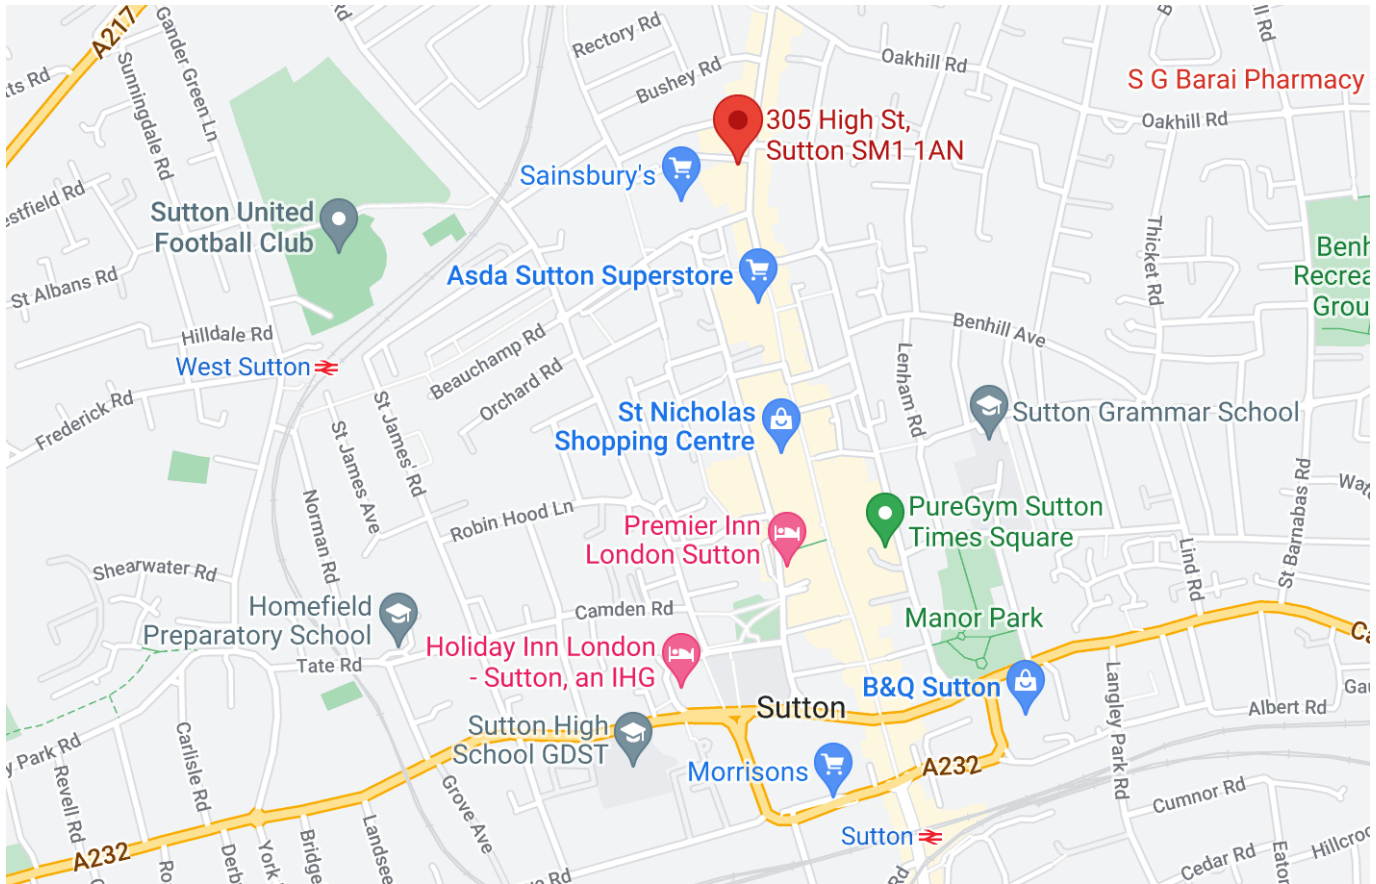 A217
Gander Green Ln
Rectory Rd
Oakhill Rd
Sunningdale Rd
Bushey Rd
S G Barai Pharmacy
305 High St,
Sutton SM1 1AN
Oakhill Rd
Sainsbury's
Sutton United
Football Club
Thicket Rd
St Albans Rd
Asda Sutton Superstore
Hilldale Rd
Benhill Ave
West Sutton
Beauchamp Rd
Lenham Rd
Orchard Rd
Frederick Rd
St James' Rd
St Nicholas
Shopping Centre
Sutton Grammar School
St James Ave
Norman Rd
Robin Hood Ln
Premier Inn
London Sutton
PureGym Sutton
Times Square
St Barnabas Rd
Lind Rd
Shearwater Rd
Homefield
Preparatory School
Camden Rd
Manor Park
Tate Rd
Holiday Inn London
- Sutton, an IHG
B&Q Sutton
Langley Park Rd
Sutton
Albert Rd
Sutton High
School GDST
Park Rd
Carlisle Rd
Morrisons
A232
Revell Rd
Grove Ave
Cumnor Rd
Sutton
A232
Cedar Rd